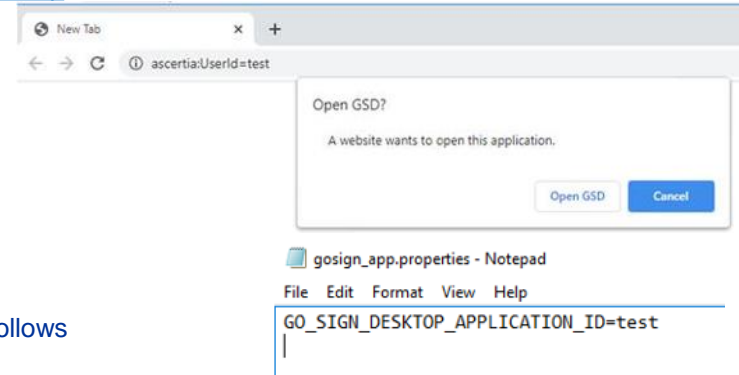 New Tab
ascertia:UserId=test
Open GSD?
A website wants to open this application.
Open GSD Cancel
gosign_app.properties - Notepad
File Edit Format View Help
GO_SIGN_DESKTOP_APPLICATION_ID=test